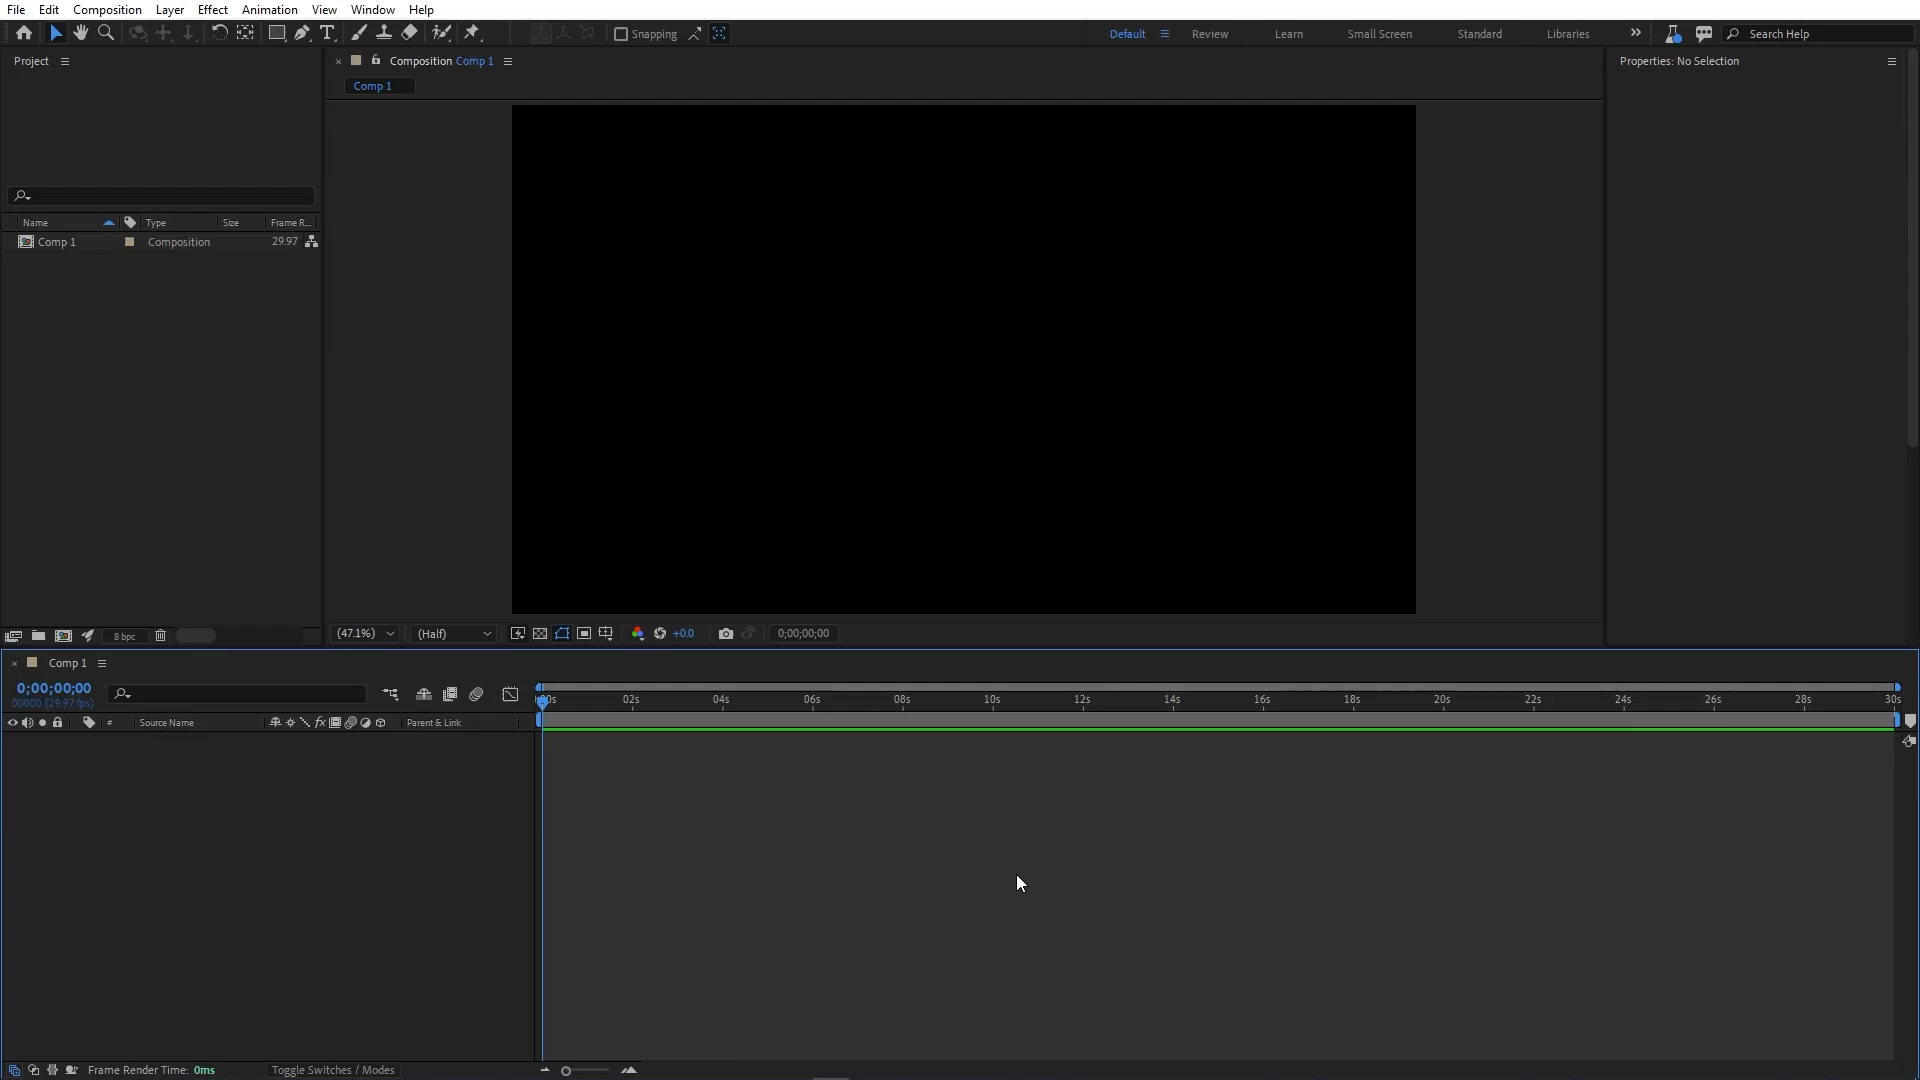 File Edit Composition Layer Effect Animation View Window Help
Snapping Default Review Learn Small Screen Standard Libraries Search Help
Project
Composition Comp 1
Properties: No Selection
Comp 1
Name Type Size Frame R...
Comp 1 Composition 29.97
8 bpc
(47.1%) (Half) +0.0 0;00;00;00
Comp 1
0;00;00;00
00000 (29.97 fps)
02s 04s 06s 08s 10s 12s 14s 16s 18s 20s 22s 24s 26s 28s 30s
# Source Name fx Parent & Link
Frame Render Time: 0ms Toggle Switches / Modes